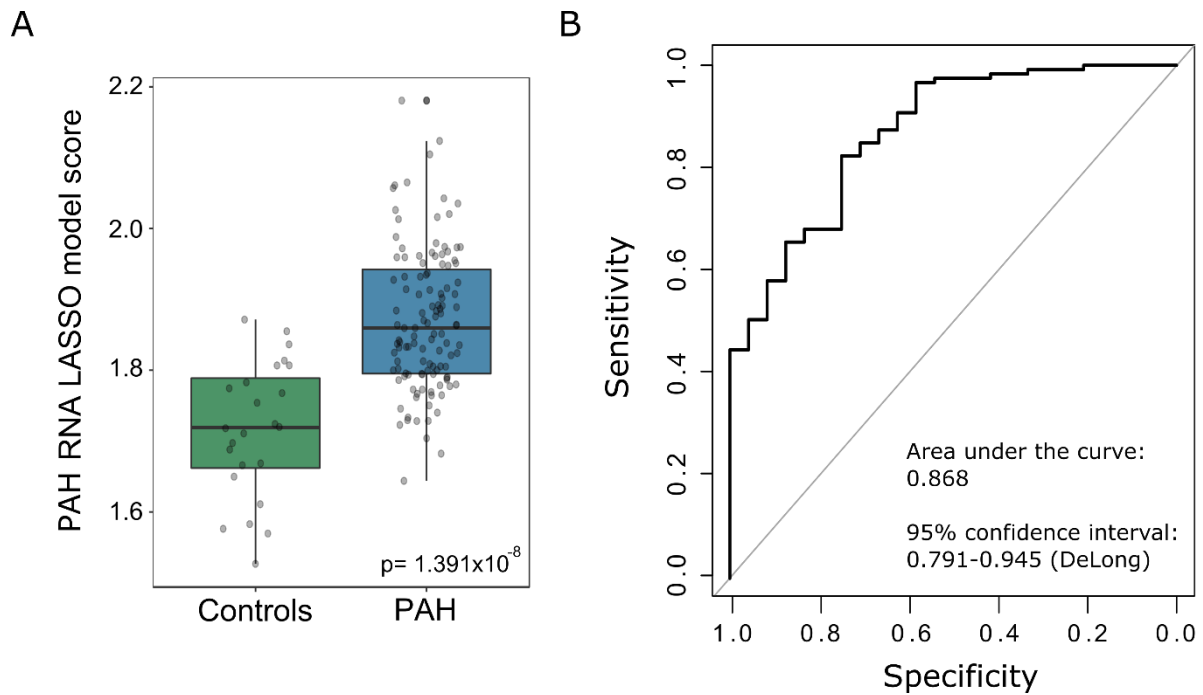 A
PAH RNA LASSO model score
2.2
2.0
1.8
1.6
p= 1.391x10^-8
Controls
PAH
B
Sensitivity
1.0
0.8
0.6
0.4
0.2
0.0
Area under the curve:
0.868
95% confidence interval:
0.791-0.945 (DeLong)
1.0
0.8
0.6
0.4
0.2
0.0
Specificity